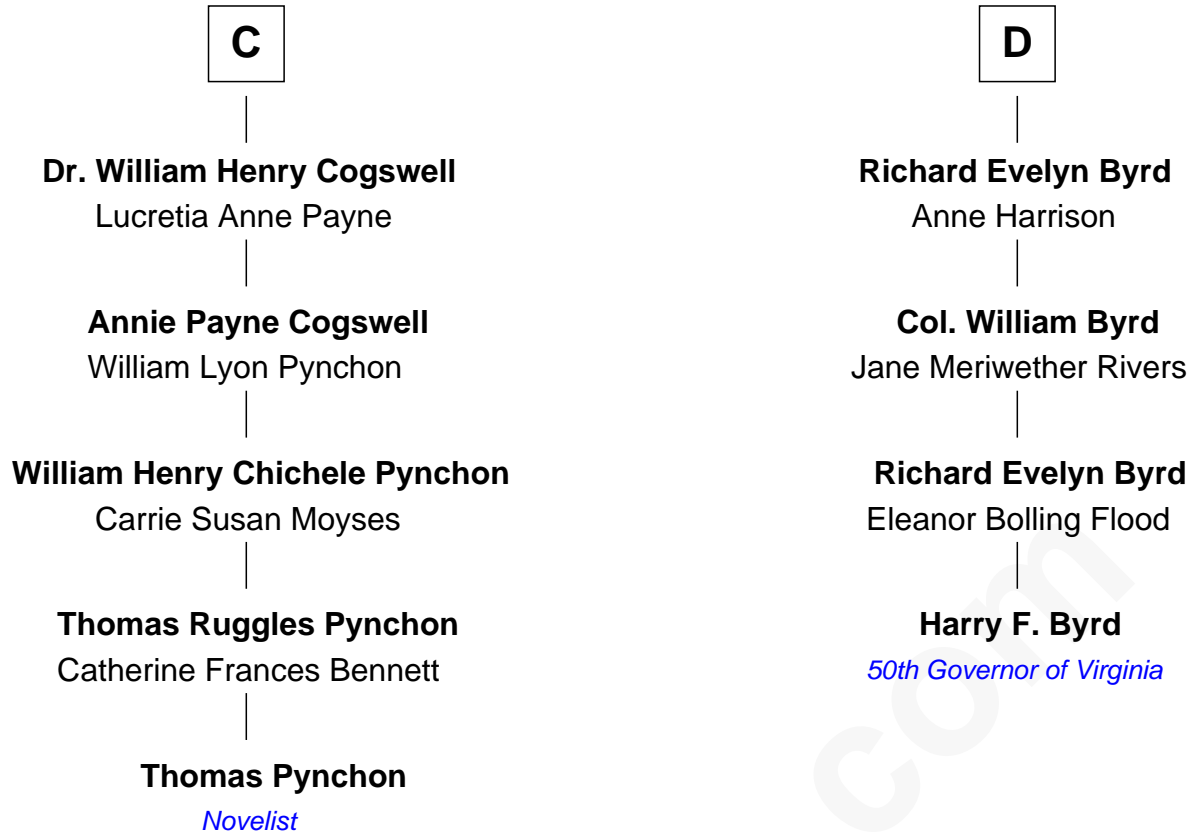 C
Dr. William Henry Cogswell
Lucretia Anne Payne
Annie Payne Cogswell
William Lyon Pynchon
William Henry Chichele Pynchon
Carrie Susan Moyses
Thomas Ruggles Pynchon
Catherine Frances Bennett
Thomas Pynchon
Novelist
D
Richard Evelyn Byrd
Anne Harrison
Col. William Byrd
Jane Meriwether Rivers
Richard Evelyn Byrd
Eleanor Bolling Flood
Harry F. Byrd
50th Governor of Virginia
com